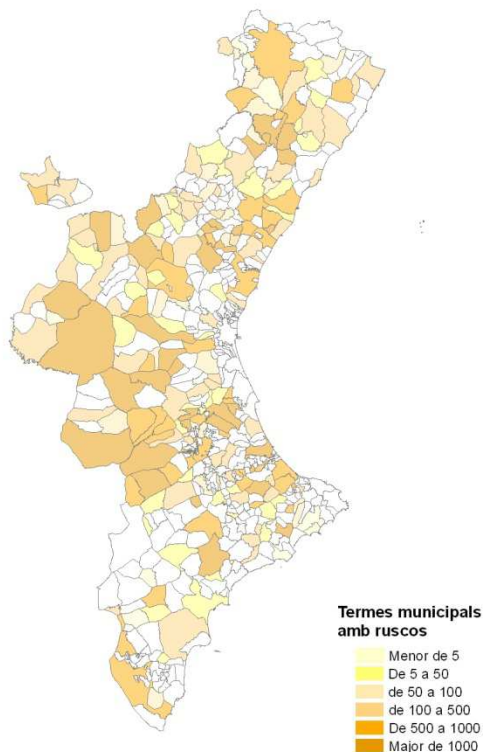 Termes municipals
amb ruscos
Menor de 5
De 5 a 50
de 50 a 100
de 100 a 500
De 500 a 1000
Major de 1000